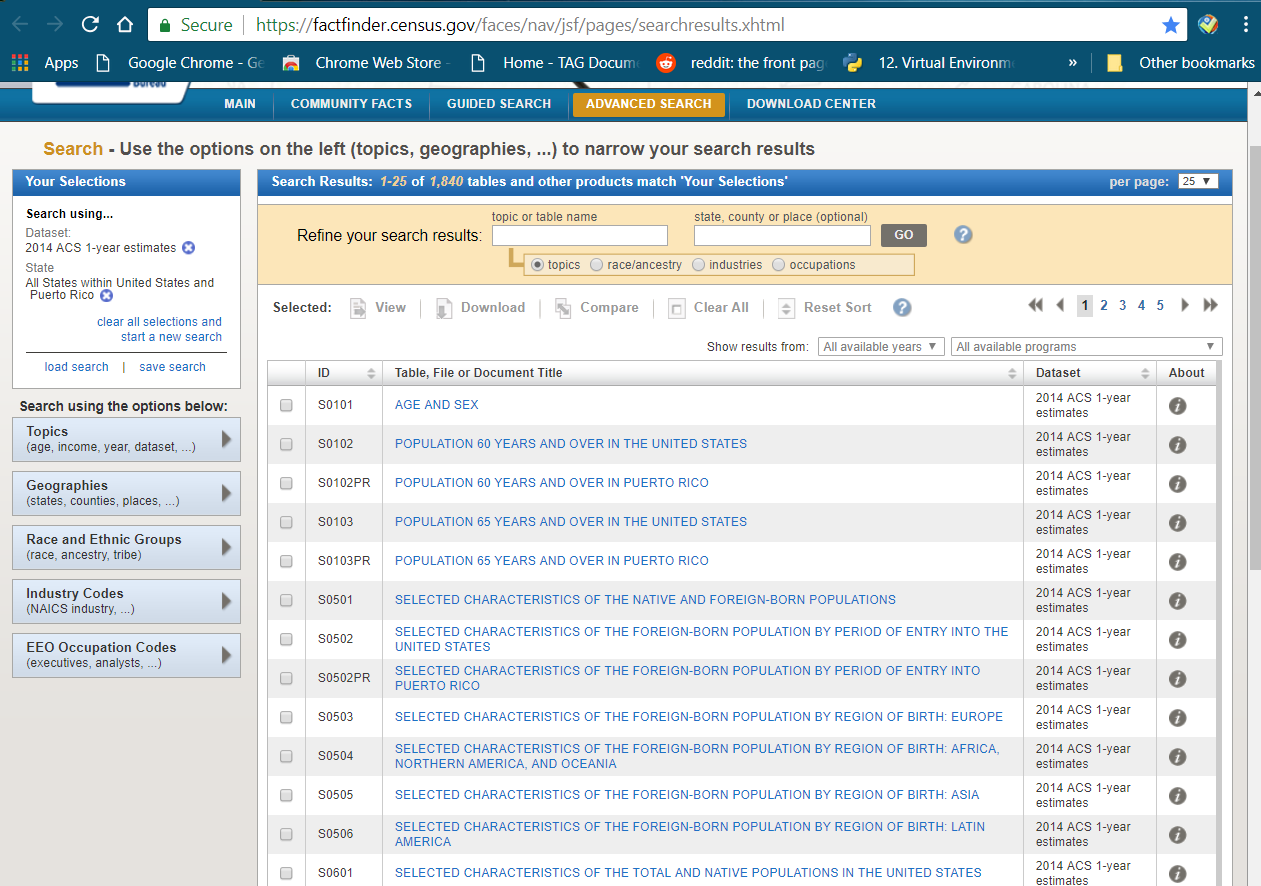 Secure
https://factfinder.census.gov/faces/nav/jsf/pages/searchresults.xhtml
Apps
Google Chrome - Ge
Chrome Web Store -
Home - TAG Docum
reddit: the front pag
12. Virtual Environm
»
Other bookmarks
Bureau
MAIN
COMMUNITY FACTS
GUIDED SEARCH
ADVANCED SEARCH
DOWNLOAD CENTER
Search - Use the options on the left (topics, geographies, ...) to narrow your search results
Your Selections
Search using...
Dataset:
2014 ACS 1-year estimates
State
All States within United States and
Puerto Rico
clear all selections and
start a new search
load search | save search
Search using the options below:
Topics
(age, income, year, dataset, ...)
Geographies
(states, counties, places, ...)
Race and Ethnic Groups
(race, ancestry, tribe)
Industry Codes
(NAICS industry, ...)
EEO Occupation Codes
(executives, analysts, ...)
Search Results: 1-25 of 1,840 tables and other products match 'Your Selections'
per page: 25
topic or table name
state, county or place (optional)
Refine your search results:
GO
?
topics race/ancestry industries occupations
Selected: View | Download | Compare | Clear All | Reset Sort ?
1 2 3 4 5
Show results from: All available years All available programs
ID Table, File or Document Title Dataset About
S0101 AGE AND SEX 2014 ACS 1-year
estimates
S0102 POPULATION 60 YEARS AND OVER IN THE UNITED STATES 2014 ACS 1-year
estimates
S0102PR POPULATION 60 YEARS AND OVER IN PUERTO RICO 2014 ACS 1-year
estimates
S0103 POPULATION 65 YEARS AND OVER IN THE UNITED STATES 2014 ACS 1-year
estimates
S0103PR POPULATION 65 YEARS AND OVER IN PUERTO RICO 2014 ACS 1-year
estimates
S0501 SELECTED CHARACTERISTICS OF THE NATIVE AND FOREIGN-BORN POPULATIONS 2014 ACS 1-year
estimates
S0502 SELECTED CHARACTERISTICS OF THE FOREIGN-BORN POPULATION BY PERIOD OF ENTRY INTO THE 2014 ACS 1-year
UNITED STATES estimates
S0502PR SELECTED CHARACTERISTICS OF THE FOREIGN-BORN POPULATION BY PERIOD OF ENTRY INTO 2014 ACS 1-year
PUERTO RICO estimates
S0503 SELECTED CHARACTERISTICS OF THE FOREIGN-BORN POPULATION BY REGION OF BIRTH: EUROPE 2014 ACS 1-year
estimates
S0504 SELECTED CHARACTERISTICS OF THE FOREIGN-BORN POPULATION BY REGION OF BIRTH: AFRICA, 2014 ACS 1-year
NORTHERN AMERICA, AND OCEANIA estimates
S0505 SELECTED CHARACTERISTICS OF THE FOREIGN-BORN POPULATION BY REGION OF BIRTH: ASIA 2014 ACS 1-year
estimates
S0506 SELECTED CHARACTERISTICS OF THE FOREIGN-BORN POPULATION BY REGION OF BIRTH: LATIN 2014 ACS 1-year
AMERICA estimates
S0601 SELECTED CHARACTERISTICS OF THE TOTAL AND NATIVE POPULATIONS IN THE UNITED STATES 2014 ACS 1-year
estimates